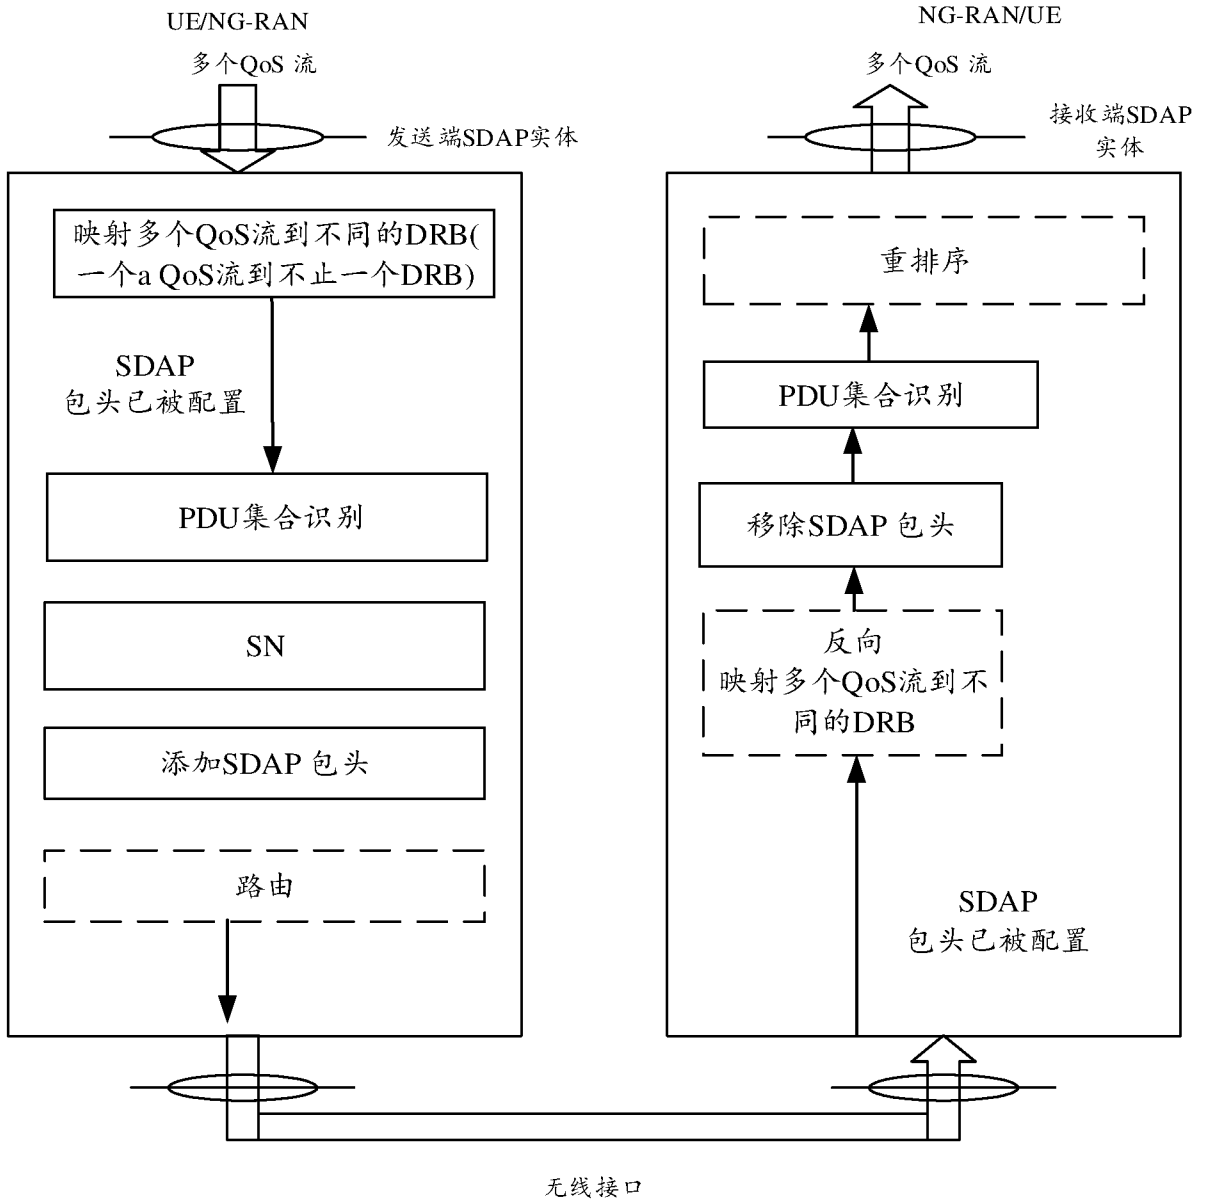 UE/NG-RAN
多个QoS 流
发送端SDAP实体
映射多个QoS流到不同的DRB(
一个a QoS流到不止一个DRB)
SDAP
包头已被配置
PDU集合识别
SN
添加SDAP 包头
路由
NG-RAN/UE
多个QoS 流
接收端SDAP
实体
重排序
PDU集合识别
移除SDAP 包头
反向
映射多个QoS流到不
同的DRB
SDAP
包头已被配置
无线接口